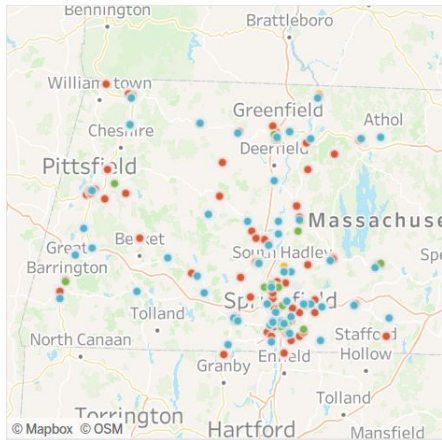 Bennington
Brattleboro
Williamstown
Greenfield
Athol
Cheshire
Deerfield
Pittsfield
Massachuse
Great
Barrington
Becket
South Hadley
Spe
Springfield
Tolland
Stafford
Hollow
North Canaan
Granby
Enfield
Tolland
Torrington
Hartford
Mansfield
© Mapbox © OSM